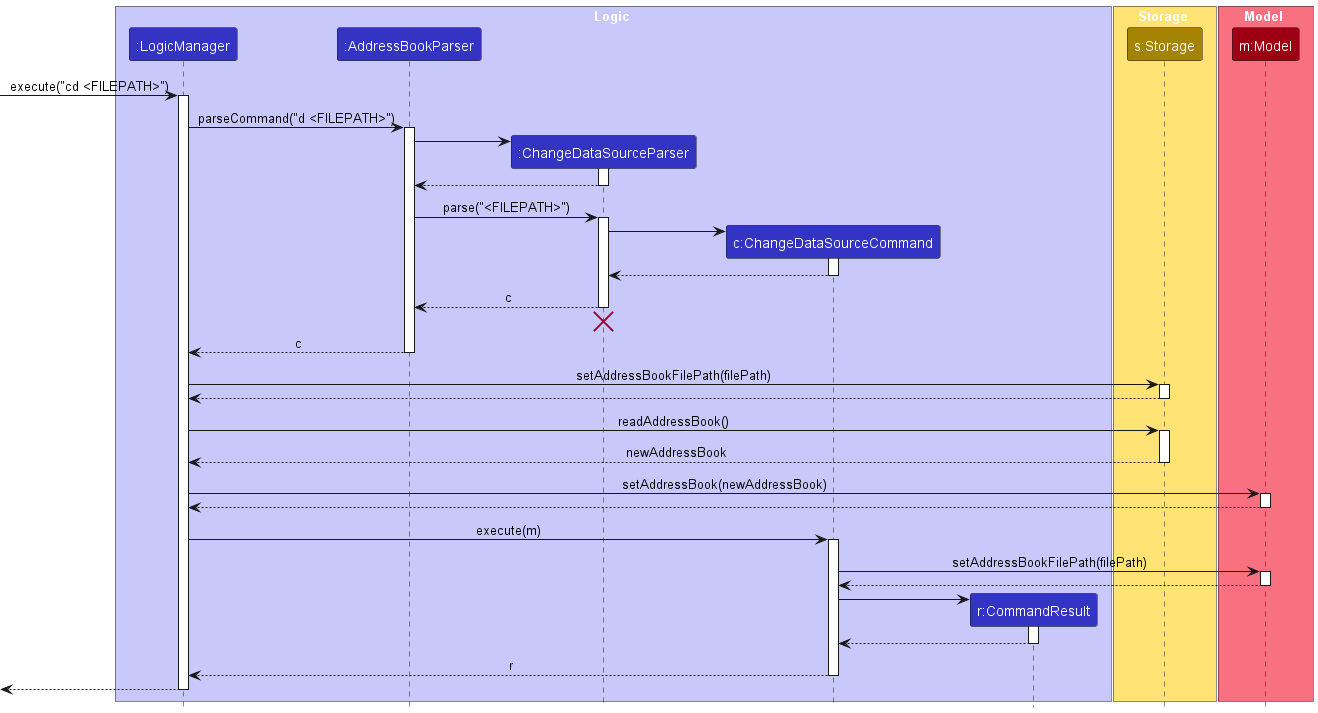 Logic
Storage
Model
:LogicManager
:AddressBookParser
s:Storage
m:Model
execute("cd <FILEPATH>")
parseCommand("d <FILEPATH>")
:ChangeDataSourceParser
parse("<FILEPATH>")
c:ChangeDataSourceCommand
c
c
setAddressBookFilePath(filePath)
readAddressBook()
newAddressBook
setAddressBook(newAddressBook)
execute(m)
setAddressBookFilePath(filePath)
r:CommandResult
r